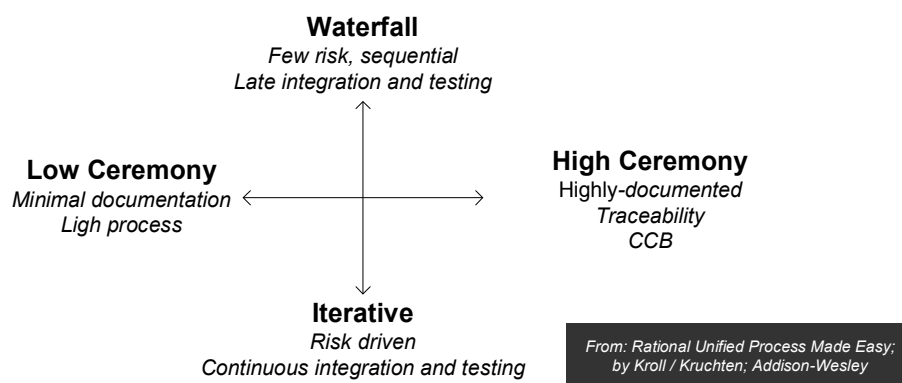 Waterfall
Few risk, sequential
Late integration and testing
Low Ceremony
Minimal documentation
Ligh process
High Ceremony
Highly-documented
Traceability
CCB
Iterative
Risk driven
Continuous integration and testing
From: Rational Unified Process Made Easy;
by Kroll / Kruchten; Addison-Wesley